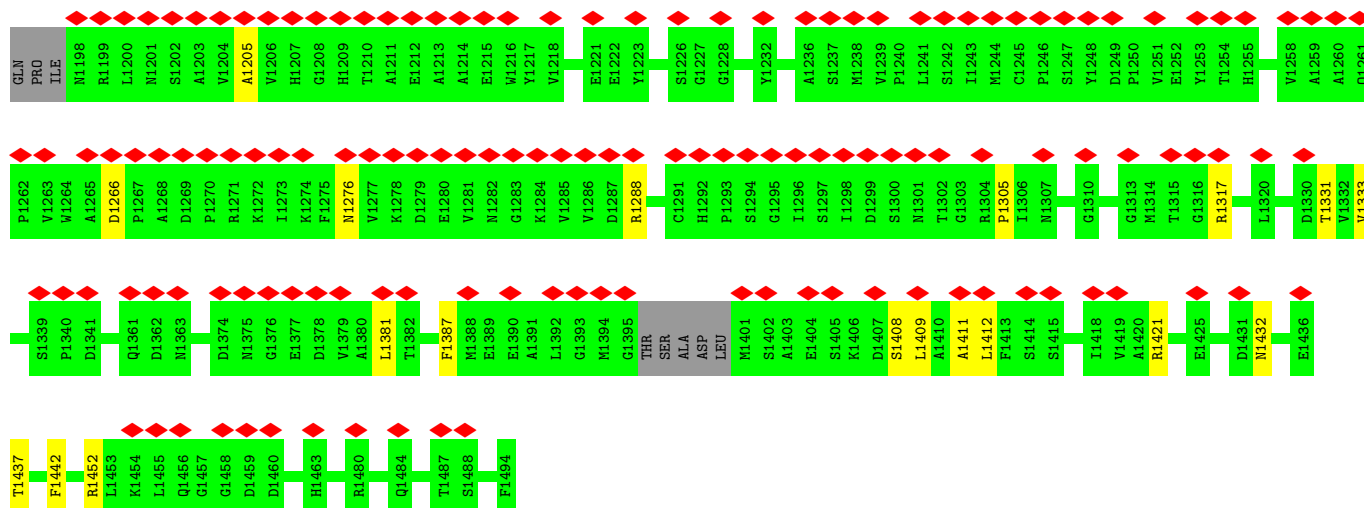 GLN PRO ILE N1198 R1199 L1200 N1201 S1202 A1203 V1204 A1205 V1206 H1207 G1208 H1209 T1210 A1211 E1212 A1213 A1214 E1215 W1216 Y1217 V1218 E1221 E1222 Y1223 S1226 G1227 G1228 Y1232 A1236 S1237 M1238 V1239 P1240 L1241 S1242 I1243 M1244 C1245 P1246 S1247 Y1248 D1249 P1250 V1251 E1252 Y1253 T1254 H1255 V1258 A1259 A1260 Q1261
P1262 V1263 W1264 A1265 D1266 P1267 A1268 D1269 P1270 R1271 K1272 I1273 K1274 F1275 N1276 V1277 K1278 D1279 E1280 V1281 N1282 G1283 K1284 V1285 V1286 D1287 R1288 C1291 H1292 P1293 S1294 G1295 I1296 S1297 I1298 D1299 S1300 N1301 T1302 G1303 R1304 P1305 I1306 N1307 G1310 G1313 M1314 T1315 G1316 R1317 L1320 D1330 T1331 V1332 V1333
S1339 P1340 D1341 Q1361 D1362 N1363 D1374 N1375 G1376 E1377 D1378 V1379 A1380 L1381 T1382 F1387 M1388 E1389 E1390 A1391 L1392 G1393 M1394 G1395 THR SER ALA ASP LEU M1401 S1402 A1403 E1404 S1405 K1406 D1407 S1408 L1409 A1410 A1411 L1412 F1413 S1414 S1415 I1418 V1419 A1420 R1421 E1425 D1431 N1432 E1436
T1437 F1442 R1452 L1453 K1454 L1455 Q1456 G1457 G1458 D1459 D1460 H1463 R1480 Q1484 T1487 S1488 F1494